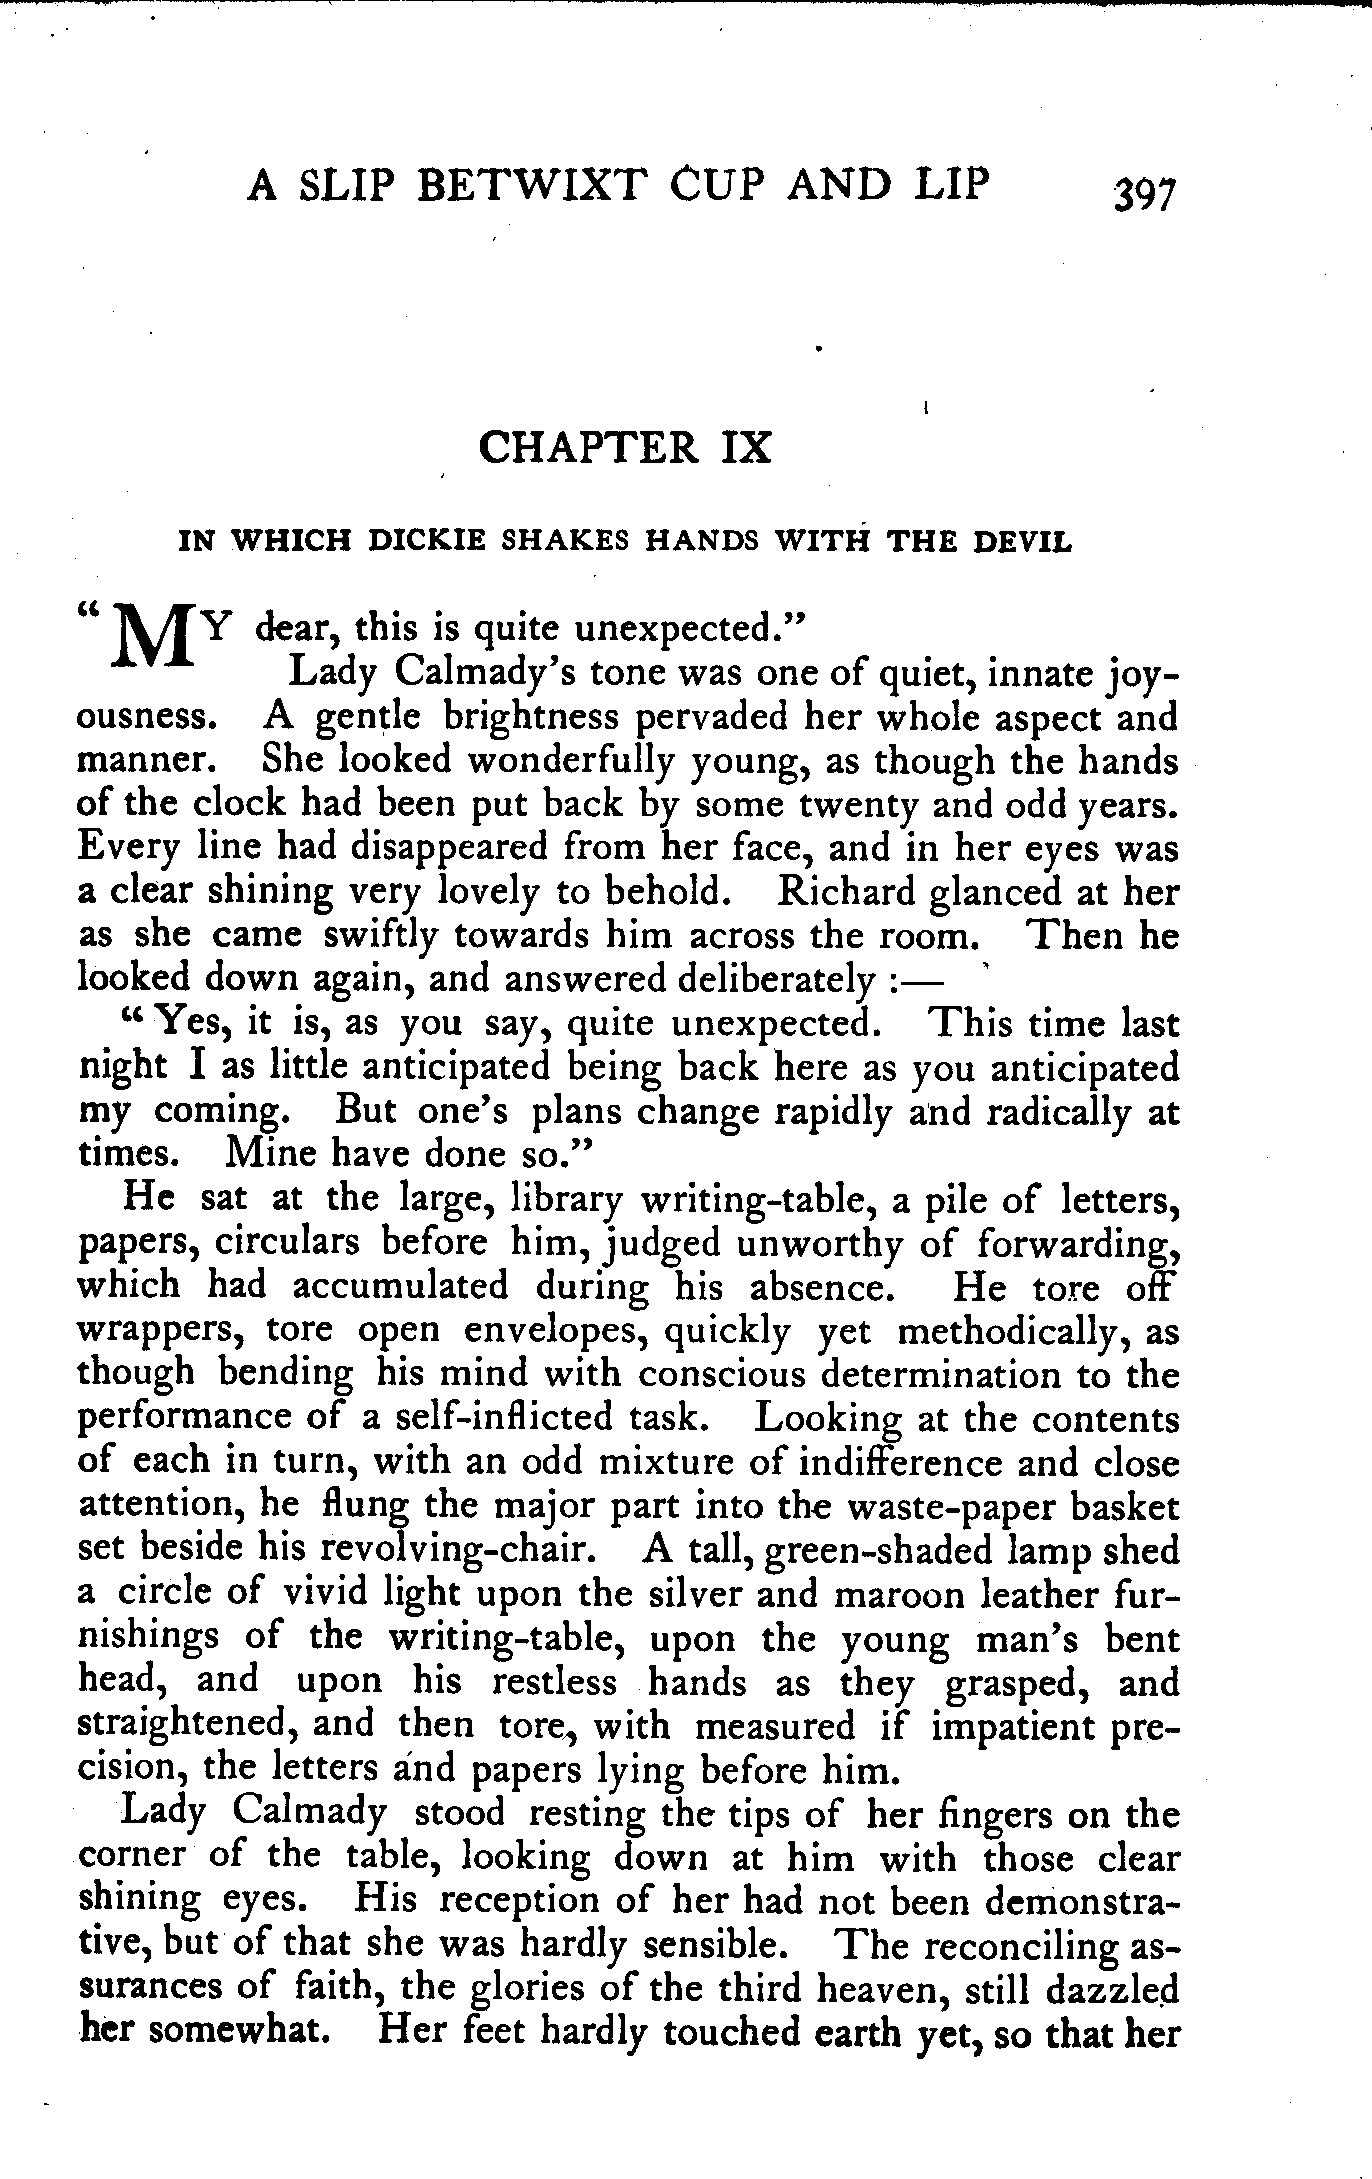 A SLIP BETWIXT CUP AND LIP 397
CHAPTER IX
IN WHICH DICKIE SHAKES HANDS WITH THE DEVIL
“MY dear, this is quite unexpected.”
Lady Calmady’s tone was one of quiet, innate joy-
ousness. A gentle brightness pervaded her whole aspect and
manner. She looked wonderfully young, as though the hands
of the clock had been put back by some twenty and odd years.
Every line had disappeared from her face, and in her eyes was
a clear shining very lovely to behold. Richard glanced at her
as she came swiftly towards him across the room. Then he
looked down again, and answered deliberately :—
“Yes, it is, as you say, quite unexpected. This time last
night I as little anticipated being back here as you anticipated
my coming. But one’s plans change rapidly and radically at
times. Mine have done so.”
He sat at the large, library writing-table, a pile of letters,
papers, circulars before him, judged unworthy of forwarding,
which had accumulated during his absence. He tore off
wrappers, tore open envelopes, quickly yet methodically, as
though bending his mind with conscious determination to the
performance of a self-inflicted task. Looking at the contents
of each in turn, with an odd mixture of indifference and close
attention, he flung the major part into the waste-paper basket
set beside his revolving-chair. A tall, green-shaded lamp shed
a circle of vivid light upon the silver and maroon leather fur-
nishings of the writing-table, upon the young man’s bent
head, and upon his restless hands as they grasped, and
straightened, and then tore, with measured if impatient pre-
cision, the letters and papers lying before him.
Lady Calmady stood resting the tips of her fingers on the
corner of the table, looking down at him with those clear
shining eyes. His reception of her had not been demonstra-
tive, but of that she was hardly sensible. The reconciling as-
surances of faith, the glories of the third heaven, still dazzled
her somewhat. Her feet hardly touched earth yet, so that her